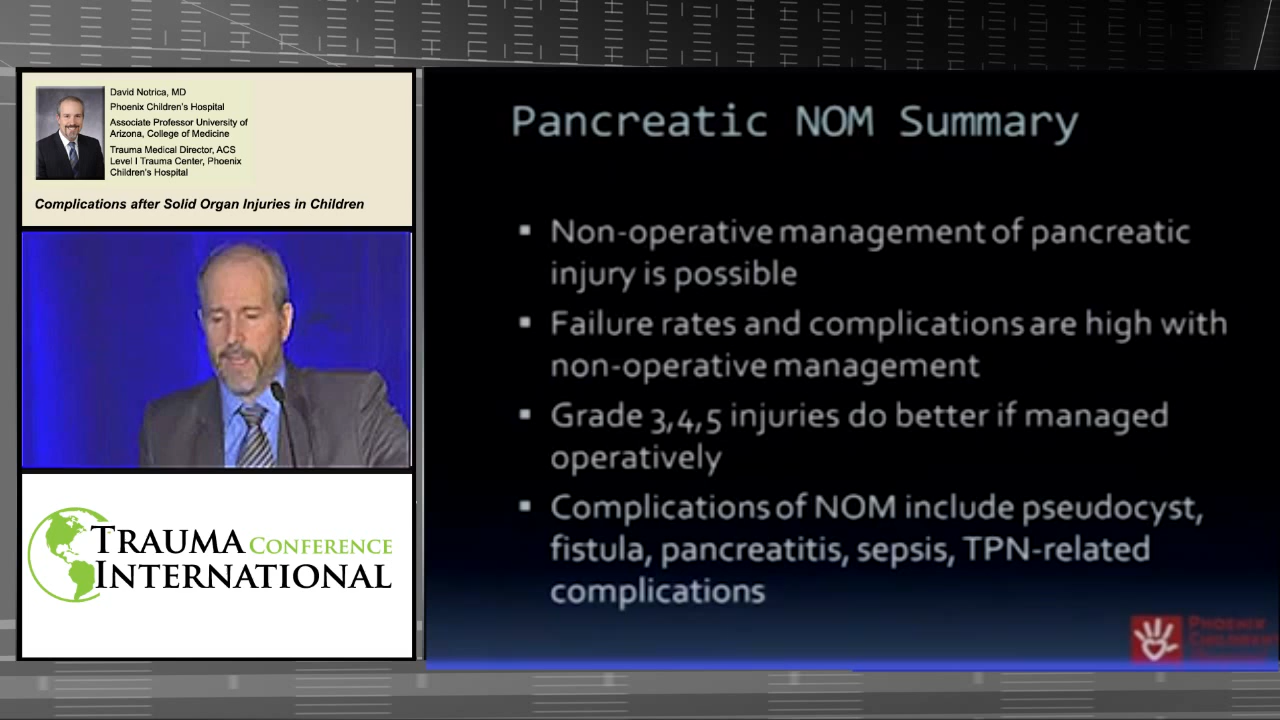 David Notrica, MD
Phoenix Children's Hospital
Associate Professor University of
Arizona, College of Medicine
Trauma Medical Director, ACS
Level I Trauma Center, Phoenix
Children's Hospital
Complications after Solid Organ Injuries in Children
TRAUMA CONFERENCE
INTERNATIONAL
Pancreatic NOM Summary
▪ Non-operative management of pancreatic
injury is possible
▪ Failure rates and complications are high with
non-operative management
▪ Grade 3,4,5 injuries do better if managed
operatively
▪ Complications of NOM include pseudocyst,
fistula, pancreatitis, sepsis, TPN-related
complications
PHOENIX
CHILDREN'S